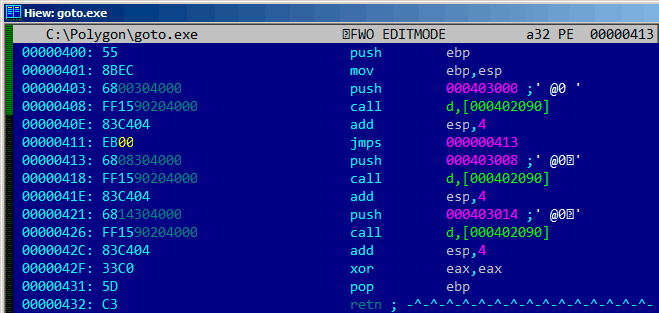 Hiew: goto.exe
C:\Polygon\goto.exe FWO EDITMODE a32 PE 00000413
00000400: 55 push ebp
00000401: 8BEC mov ebp,esp
00000403: 6800304000 push 000403000 ;' @0 '
00000408: FF1590204000 call d,[000402090]
0000040E: 83C404 add esp,4
00000411: EB00 jmps 000000413
00000413: 6808304000 push 000403008 ;' @0'
00000418: FF1590204000 call d,[000402090]
0000041E: 83C404 add esp,4
00000421: 6814304000 push 000403014 ;' @0'
00000426: FF1590204000 call d,[000402090]
0000042C: 83C404 add esp,4
0000042F: 33C0 xor eax,eax
00000431: 5D pop ebp
00000432: C3 retn ; -^-^-^-^-^-^-^-^-^-^-^-^-^-^-^-^-